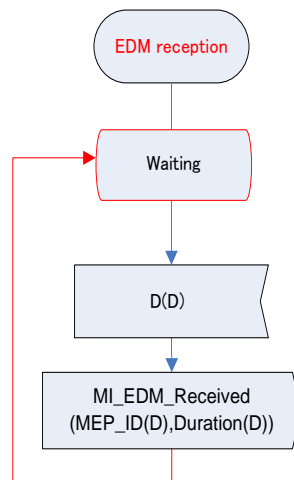 EDM reception
Waiting
D(D)
MI_EDM_Received
(MEP_ID(D),Duration(D))